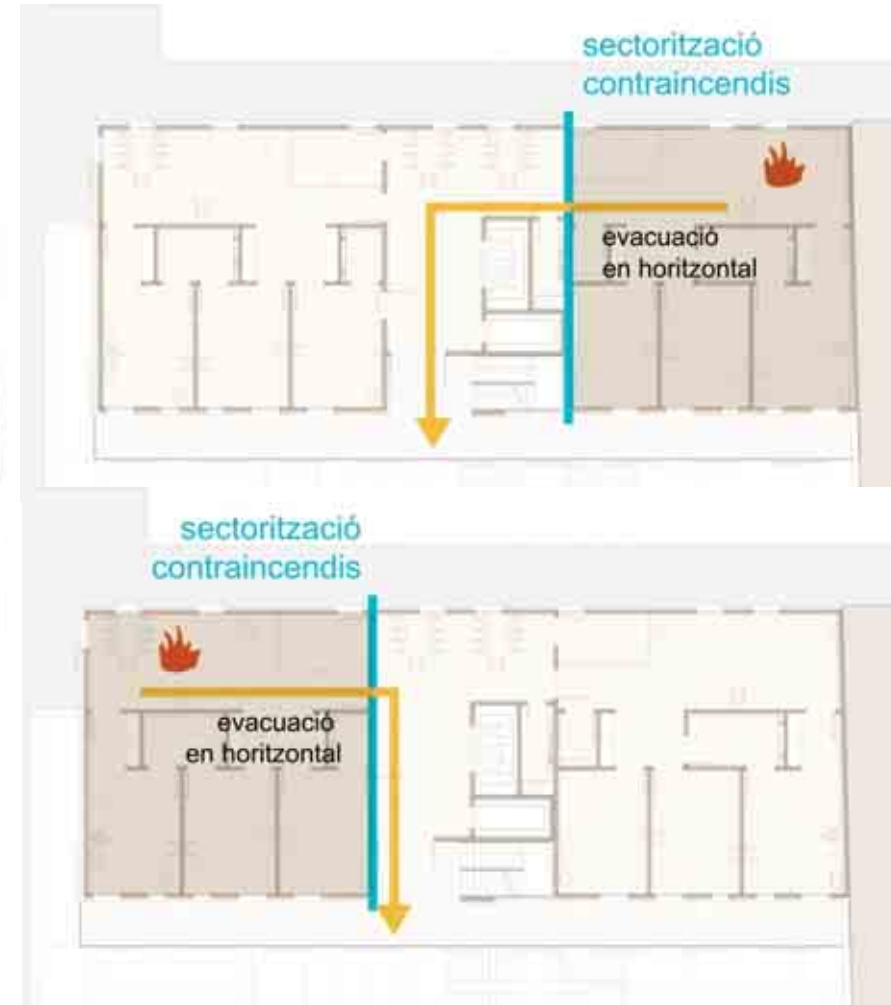 sectorització
contraincendis
evacuació
en horitzontal
sectorització
contraincendis
evacuació
en horitzontal